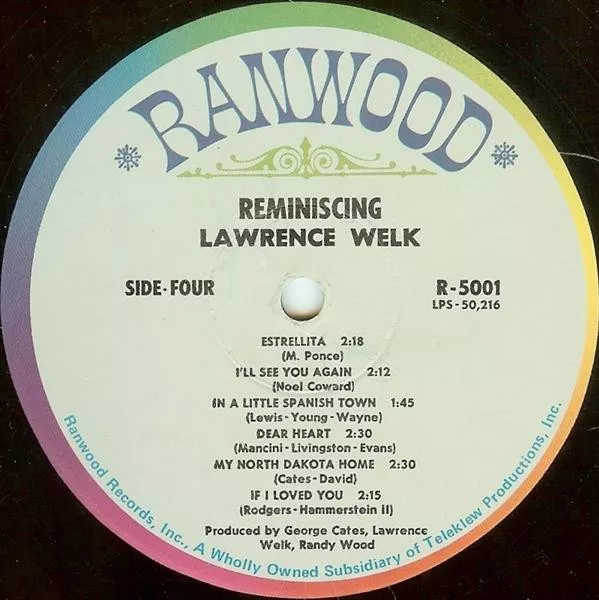 RANWOOD
REMINISCING
LAWRENCE WELK
SIDE-FOUR
R-5001
LPS-50,216
ESTRELLITA 2:18
(M. Ponce)
I'LL SEE YOU AGAIN 2:12
(Noel Coward)
IN A LITTLE SPANISH TOWN 1:45
(Lewis-Young-Wayne)
DEAR HEART 2:30
(Mancini-Livingston-Evans)
MY NORTH DAKOTA HOME 2:30
(Cates-David)
IF I LOVED YOU 2:15
(Rodgers-Hammerstein II)
Produced by George Cates, Lawrence
Welk, Randy Wood
Ranwood Records, Inc., A Wholly Owned Subsidiary of Teleklew Productions, Inc.